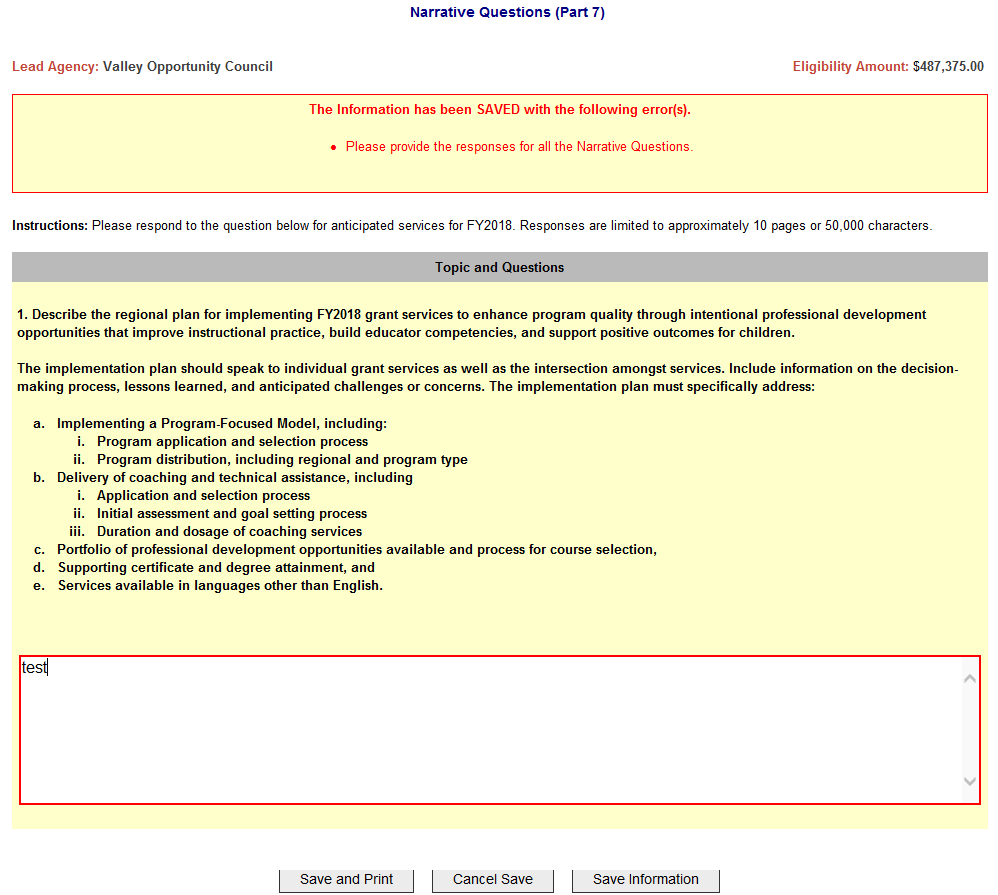 Narrative Questions (Part 7)
Lead Agency: Valley Opportunity Council
Eligibility Amount: $487,375.00
The Information has been SAVED with the following error(s).
• Please provide the responses for all the Narrative Questions.
Instructions: Please respond to the question below for anticipated services for FY2018. Responses are limited to approximately 10 pages or 50,000 characters.
Topic and Questions
1. Describe the regional plan for implementing FY2018 grant services to enhance program quality through intentional professional development
opportunities that improve instructional practice, build educator competencies, and support positive outcomes for children.
The implementation plan should speak to individual grant services as well as the intersection amongst services. Include information on the decision-
making process, lessons learned, and anticipated challenges or concerns. The implementation plan must specifically address:
a. Implementing a Program-Focused Model, including:
i. Program application and selection process
ii. Program distribution, including regional and program type
b. Delivery of coaching and technical assistance, including
i. Application and selection process
ii. Initial assessment and goal setting process
iii. Duration and dosage of coaching services
c. Portfolio of professional development opportunities available and process for course selection,
d. Supporting certificate and degree attainment, and
e. Services available in languages other than English.
test
Save and Print
Cancel Save
Save Information